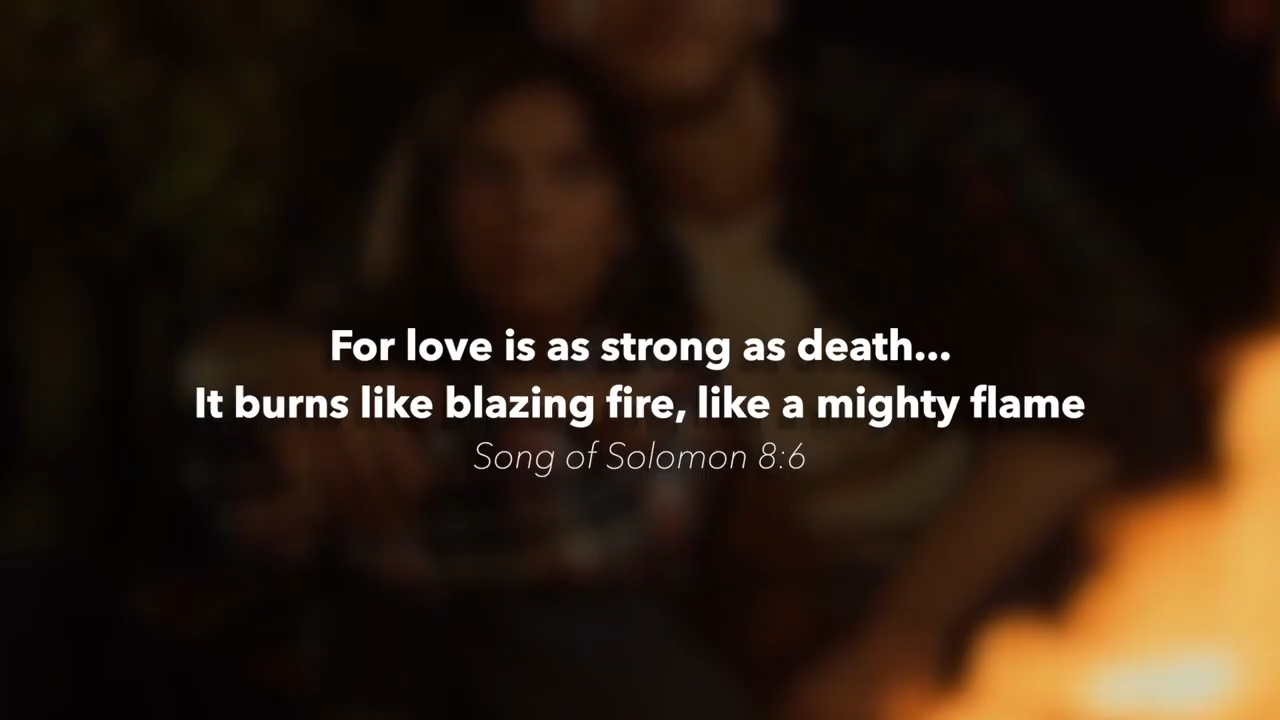 For love is as strong as death...
It burns like blazing fire, like a mighty flame
Song of Solomon 8:6